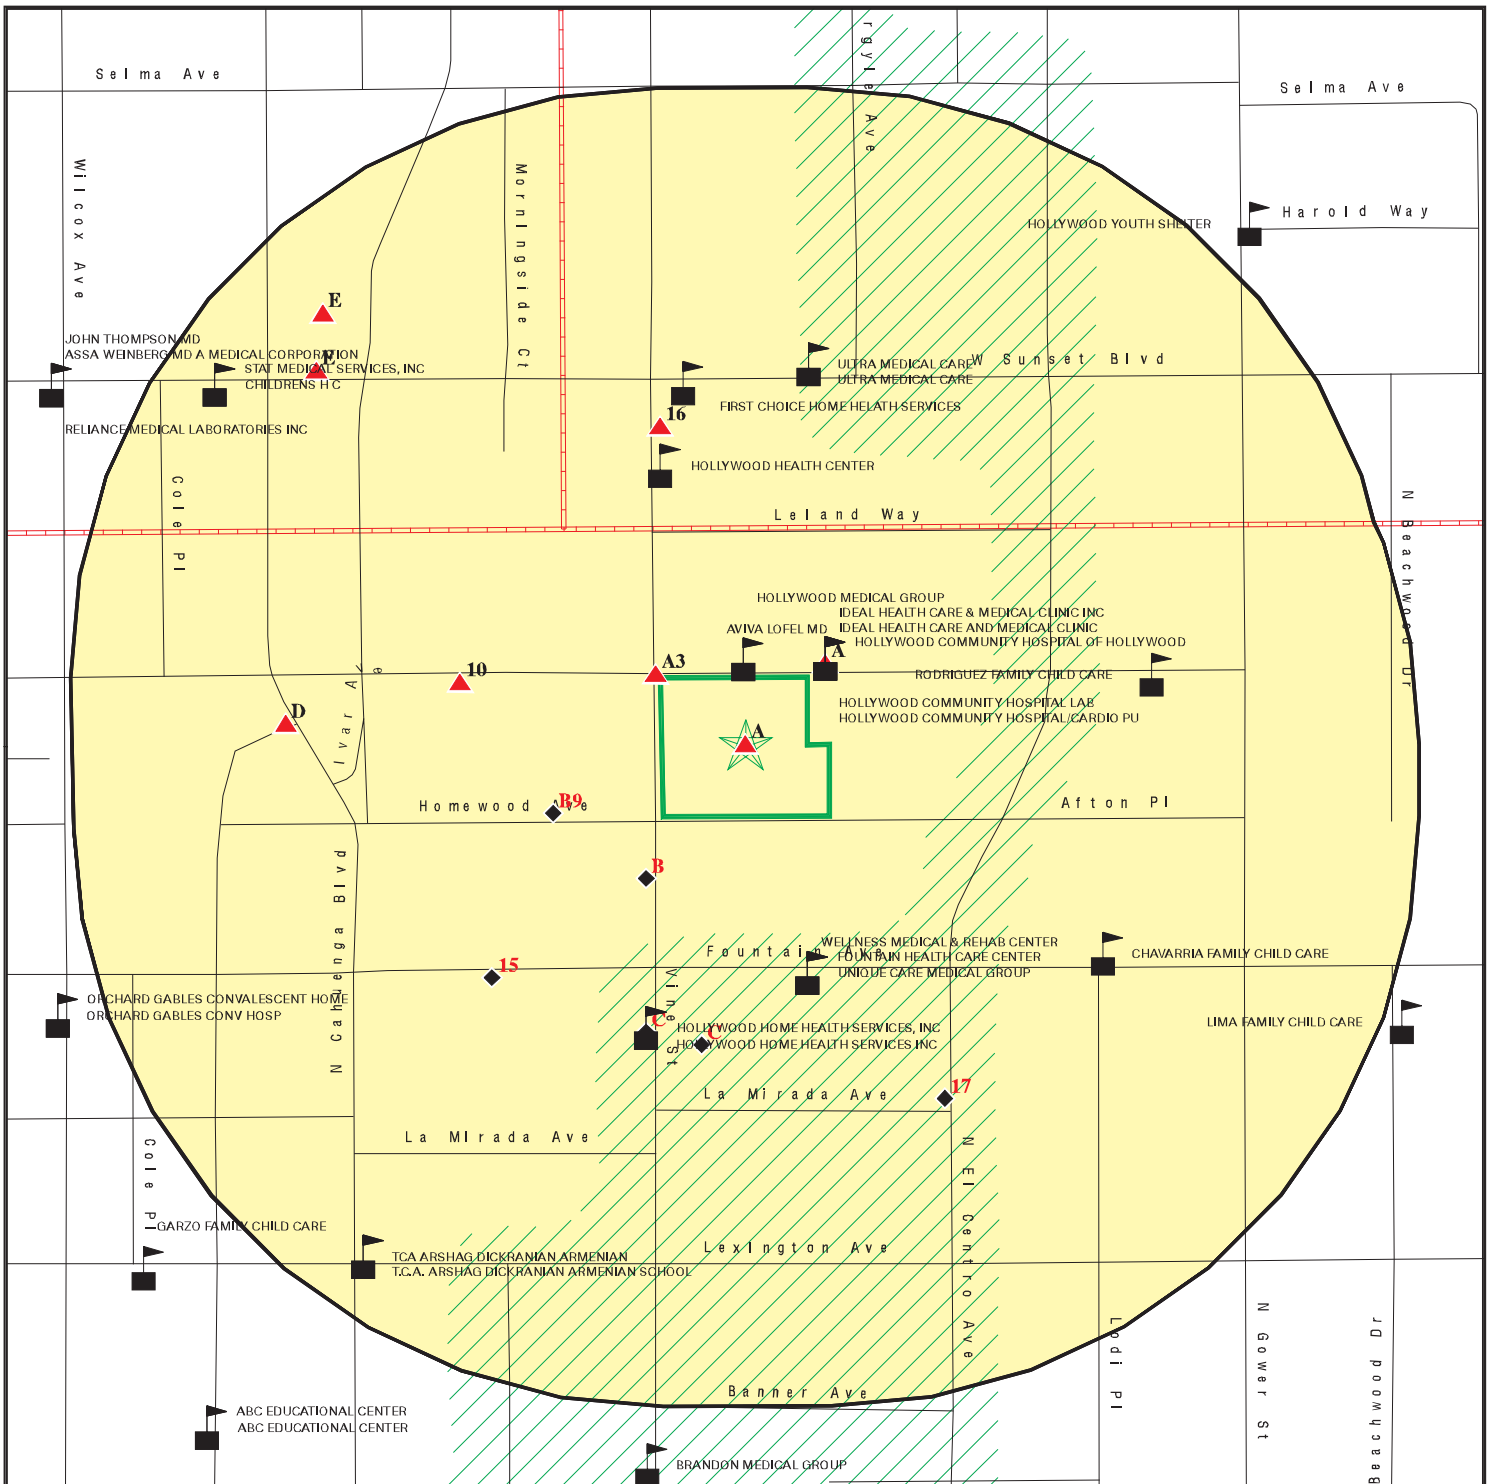 rgyle Ave
Selma Ave
Selma Ave
Wilcox Ave
Morningside Ct
Harold Way
HOLLYWOOD YOUTH SHELTER
E
JOHN THOMPSON MD
ASSA WEINBERG MD A MEDICAL CORPORATION
E
STAT MEDICAL SERVICES, INC
CHILDRENS H C
W Sunset Blvd
ULTRA MEDICAL CARE
ULTRA MEDICAL CARE
FIRST CHOICE HOME HELATH SERVICES
16
RELIANCE MEDICAL LABORATORIES INC
HOLLYWOOD HEALTH CENTER
Cole Pl
N Beachwood Dr
Leland Way
HOLLYWOOD MEDICAL GROUP
IDEAL HEALTH CARE & MEDICAL CLINIC INC
AVIVA LOFEL MD
IDEAL HEALTH CARE AND MEDICAL CLINIC
HOLLYWOOD COMMUNITY HOSPITAL OF HOLLYWOOD
A
A3
10
RODRIGUEZ FAMILY CHILD CARE
Ivar Ave
D
HOLLYWOOD COMMUNITY HOSPITAL LAB
HOLLYWOOD COMMUNITY HOSPITAL/CARDIO PU
A
Homewood Ave
B9
Afton Pl
B
N Cahuenga Blvd
Fountain Ave
WELLNESS MEDICAL & REHAB CENTER
FOUNTAIN HEALTH CARE CENTER
UNIQUE CARE MEDICAL GROUP
CHAVARRIA FAMILY CHILD CARE
15
Vine St
ORCHARD GABLES CONVALESCENT HOME
ORCHARD GABLES CONV HOSP
C
HOLLYWOOD HOME HEALTH SERVICES, INC
C
HOLLYWOOD HOME HEALTH SERVICES INC
LIMA FAMILY CHILD CARE
17
La Mirada Ave
La Mirada Ave
Cole Pl
N El Centro Ave
GARZO FAMILY CHILD CARE
Lexington Ave
TCA ARSHAG DICKRANIAN ARMENIAN
T.C.A. ARSHAG DICKRANIAN ARMENIAN SCHOOL
Lodi Pl
N Gower St
Beachwood Dr
Banner Ave
ABC EDUCATIONAL CENTER
ABC EDUCATIONAL CENTER
BRANDON MEDICAL GROUP